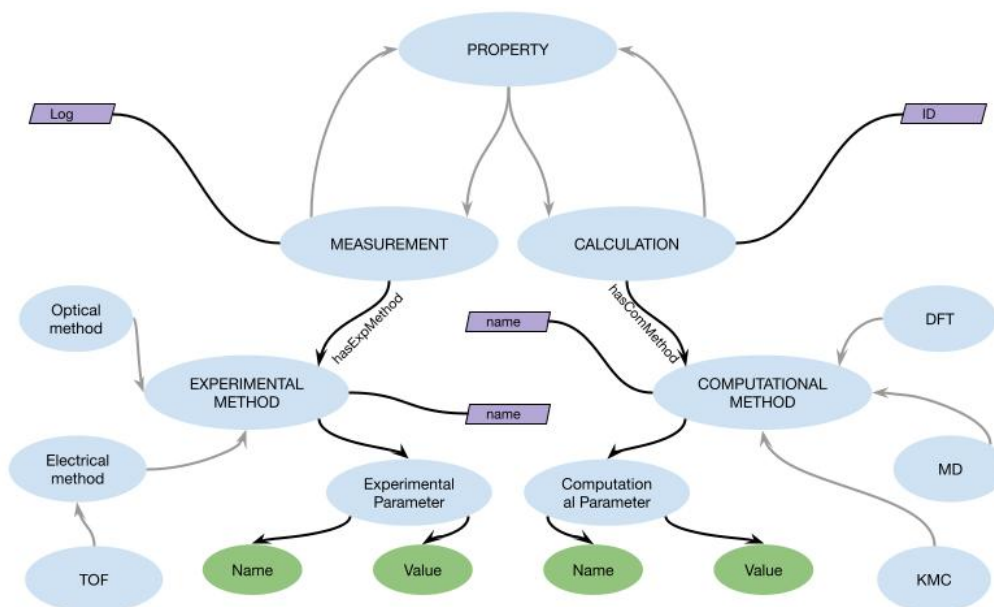 PROPERTY
Log
ID
MEASUREMENT
CALCULATION
hasExpMethod
hasComMethod
Optical
method
name
DFT
EXPERIMENTAL
METHOD
COMPUTATIONAL
METHOD
name
Electrical
method
MD
Experimental
Parameter
Computation
al Parameter
TOF
Name
Value
Name
Value
KMC